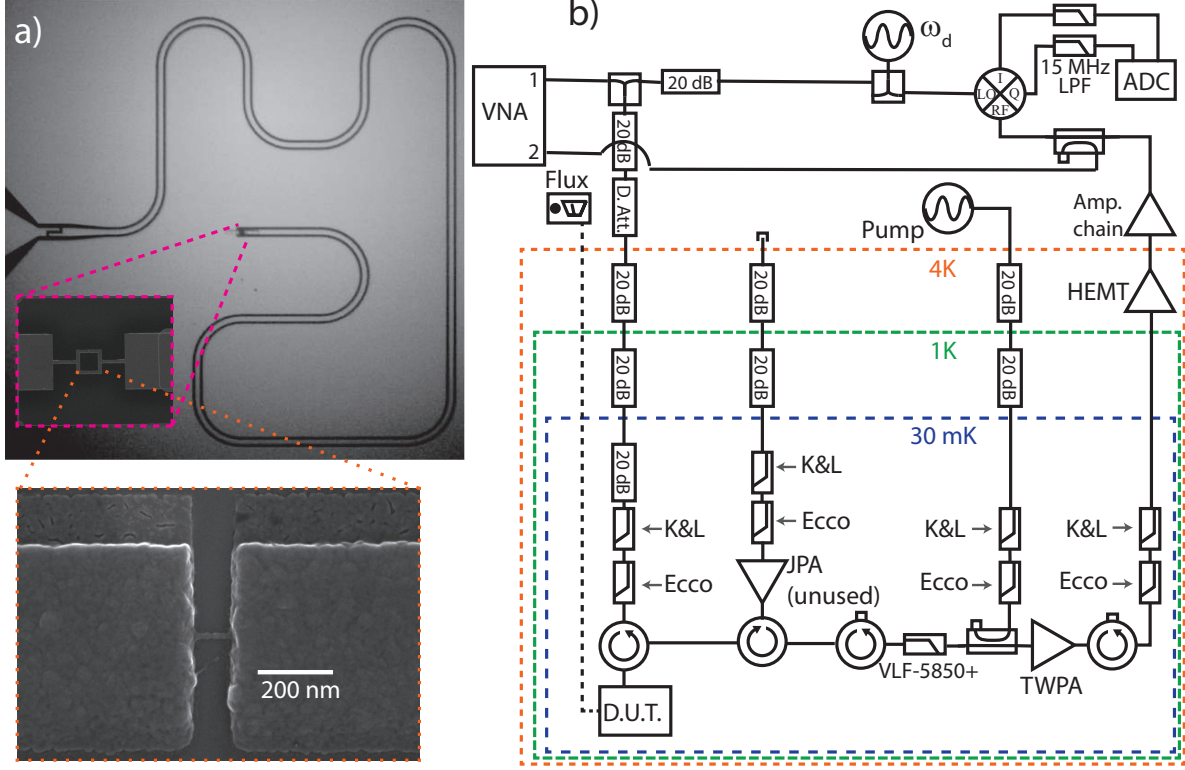 a)
200 nm
b)
ω_d
VNA
1
2
20 dB
20 dB
D. Att.
I
LO
Q
RF
15 MHz
LPF
ADC
Flux
Pump
Amp.
chain
4K
HEMT
20 dB
20 dB
20 dB
1K
20 dB
20 dB
20 dB
30 mK
20 dB
K&L
Ecco
K&L
Ecco
K&L
Ecco
K&L
Ecco
JPA
(unused)
VLF-5850+
TWPA
D.U.T.